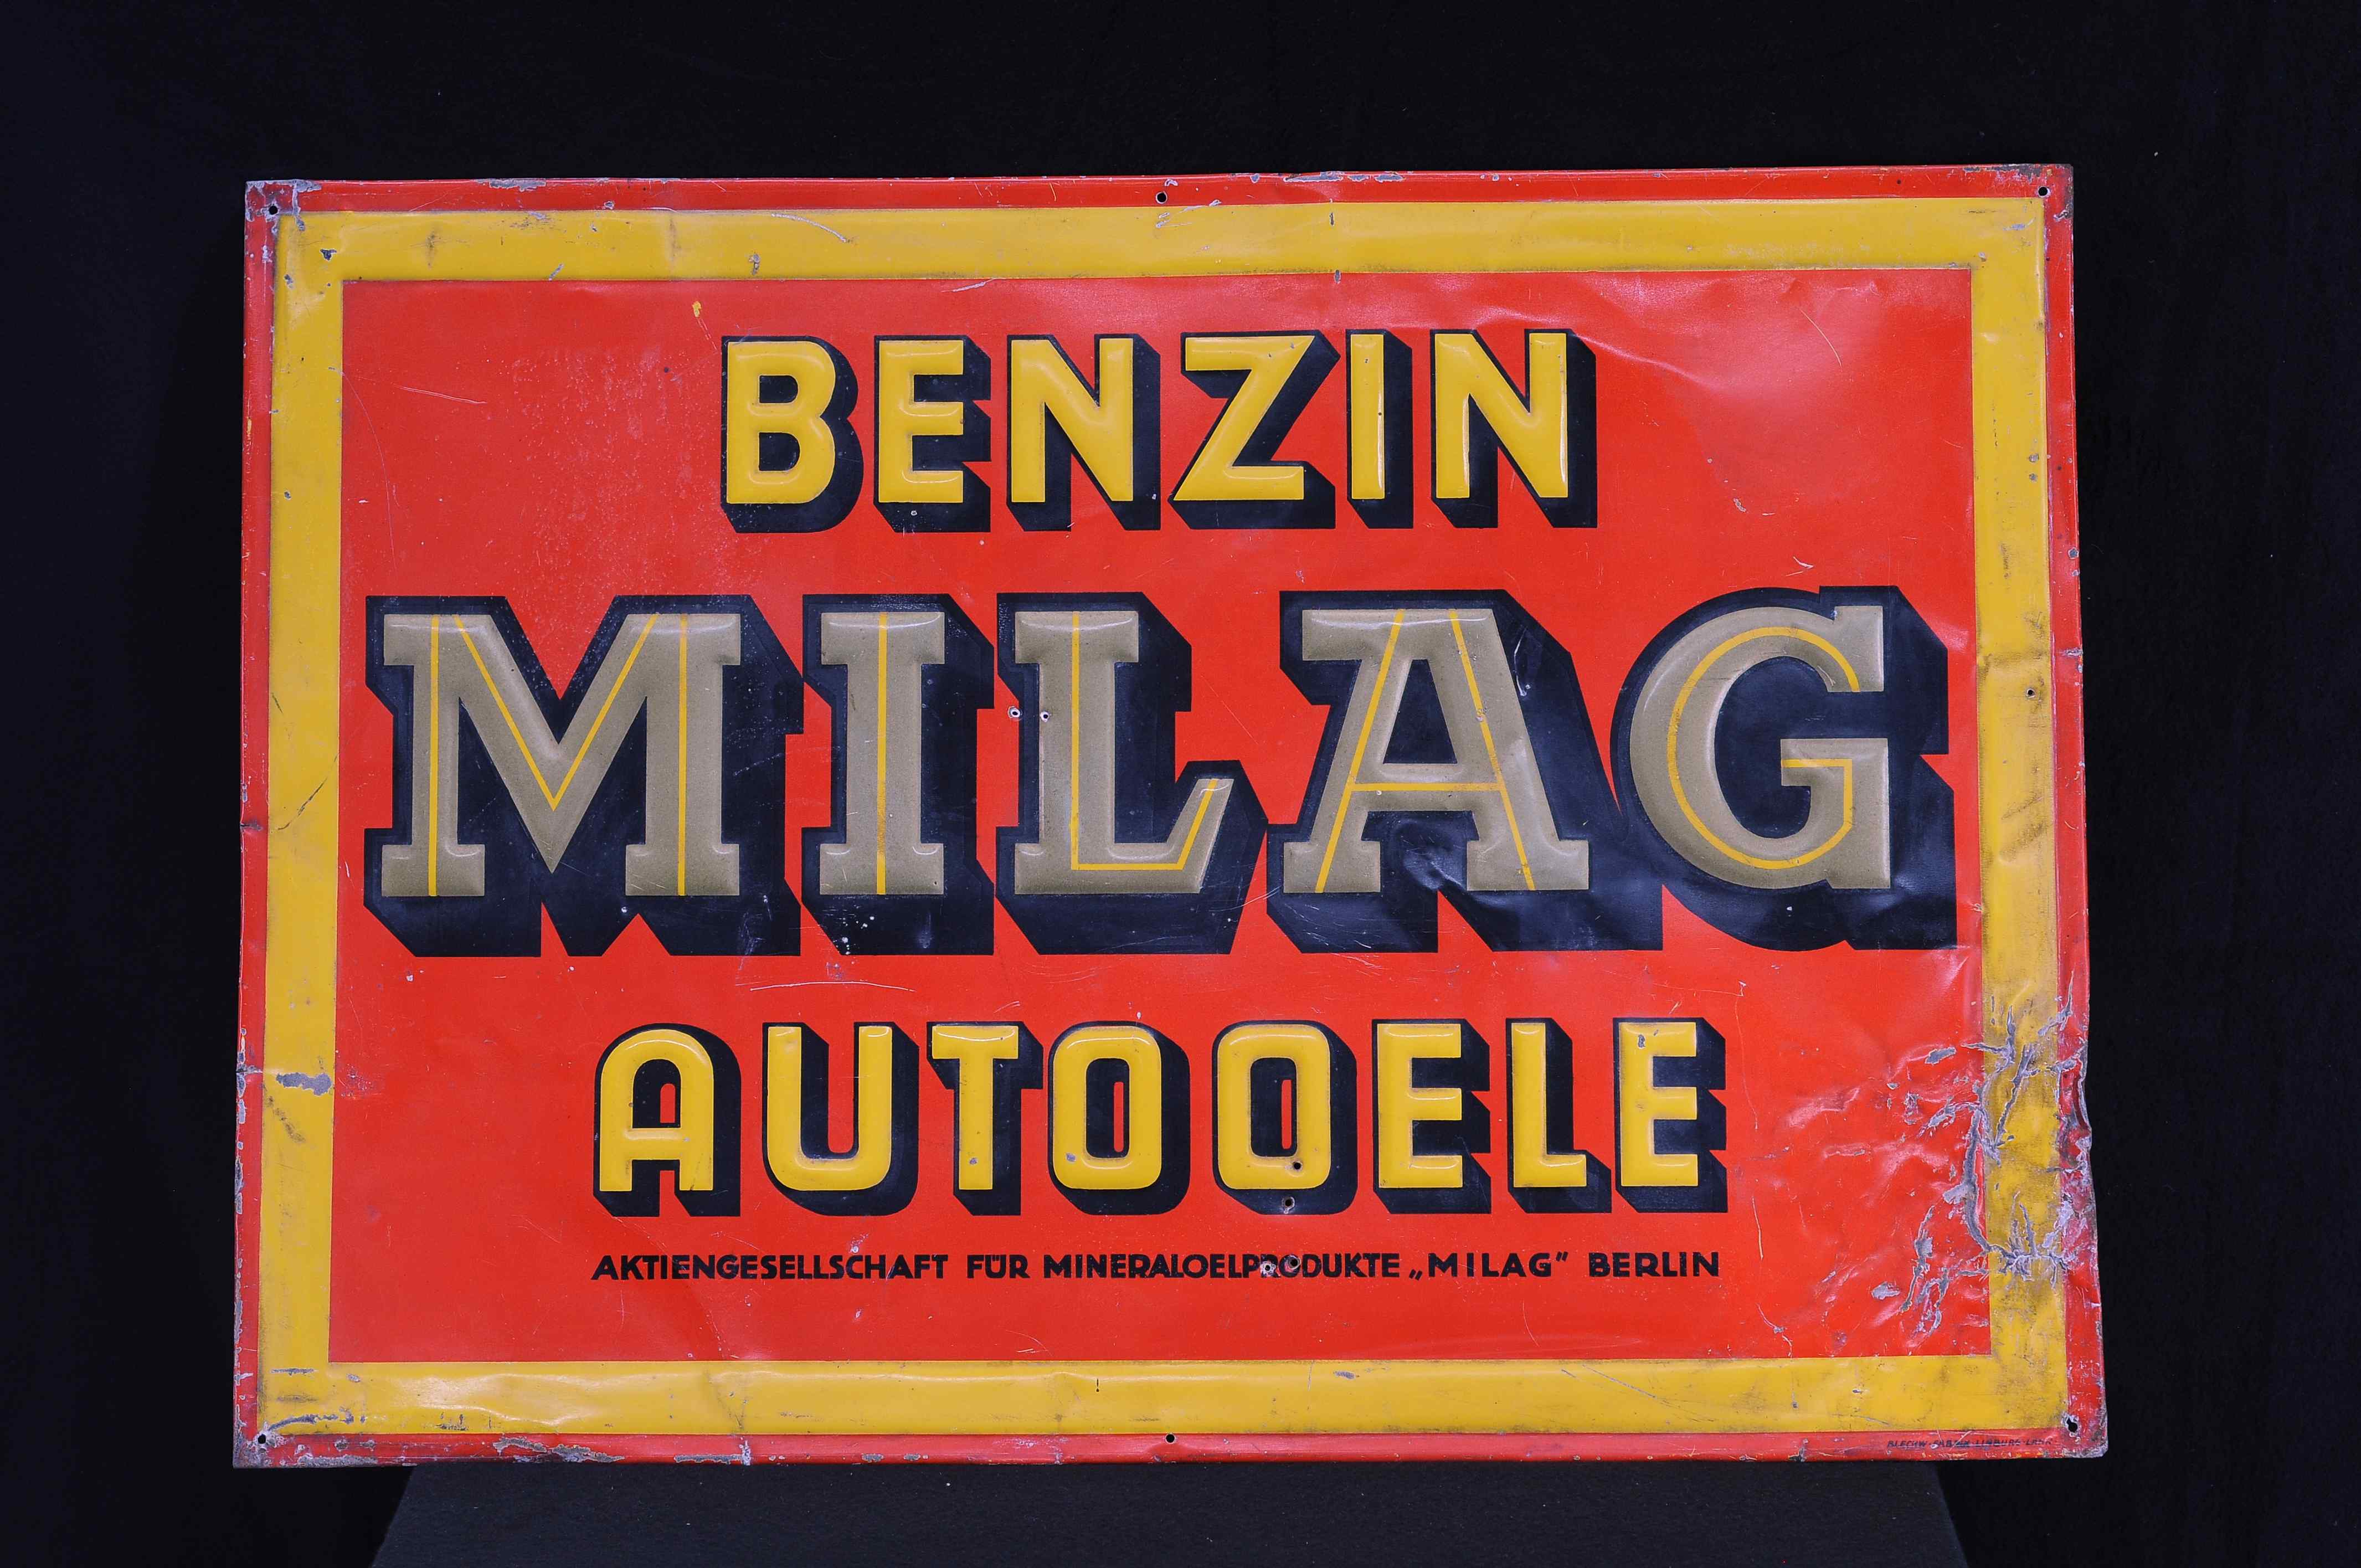 BENZIN
MILAG
AUTOOELE
AKTIENGESELLSCHAFT FÜR MINERALOELPRODUKTE „MILAG” BERLIN